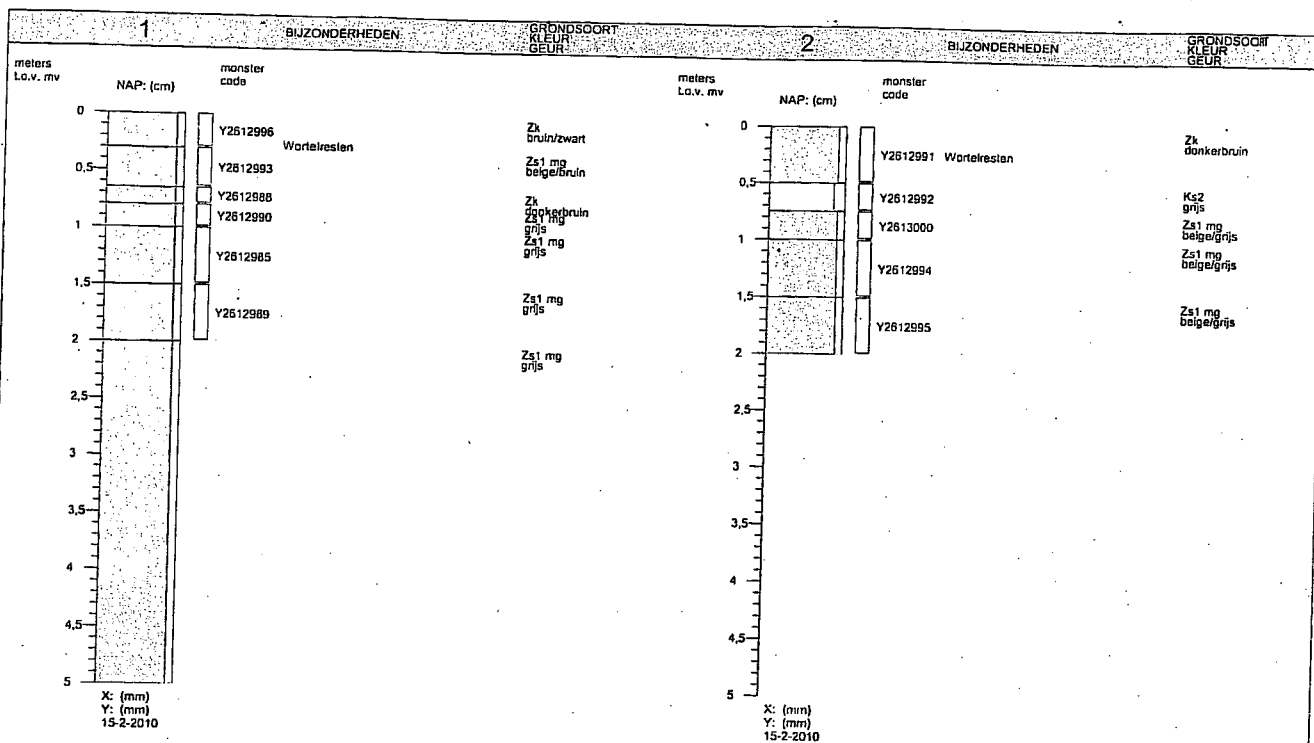 1 BIJZONDERHEDEN GRONDSOORT
KLEUR
GEUR
meters
t.o.v. mv
NAP: (cm)
monster
code
0
0,5
1
1,5
2
2,5
3
3,5
4
4,5
5
Y2612996
Y2612993
Y2612988
Y2612990
Y2612985
Y2612989
Wortelresten
Zk
bruin/zwart
Zs1 mg
beige/bruin
Zk
donkerbruin
Zs1 mg
grijs
Zs1 mg
grijs
Zs1 mg
grijs
Zs1 mg
grijs
X: (mm)
Y: (mm)
15-2-2010
2 BIJZONDERHEDEN GRONDSOORT
KLEUR
GEUR
meters
t.o.v. mv
NAP: (cm)
monster
code
0
0,5
1
1,5
2
2,5
3
3,5
4
4,5
5
Y2612991 Wortelresten
Y2612992
Y2613000
Y2612994
Y2612995
Zk
donkerbruin
Ks2
grijs
Zs1 mg
beige/grijs
Zs1 mg
beige/grijs
Zs1 mg
beige/grijs
X: (mm)
Y: (mm)
15-2-2010